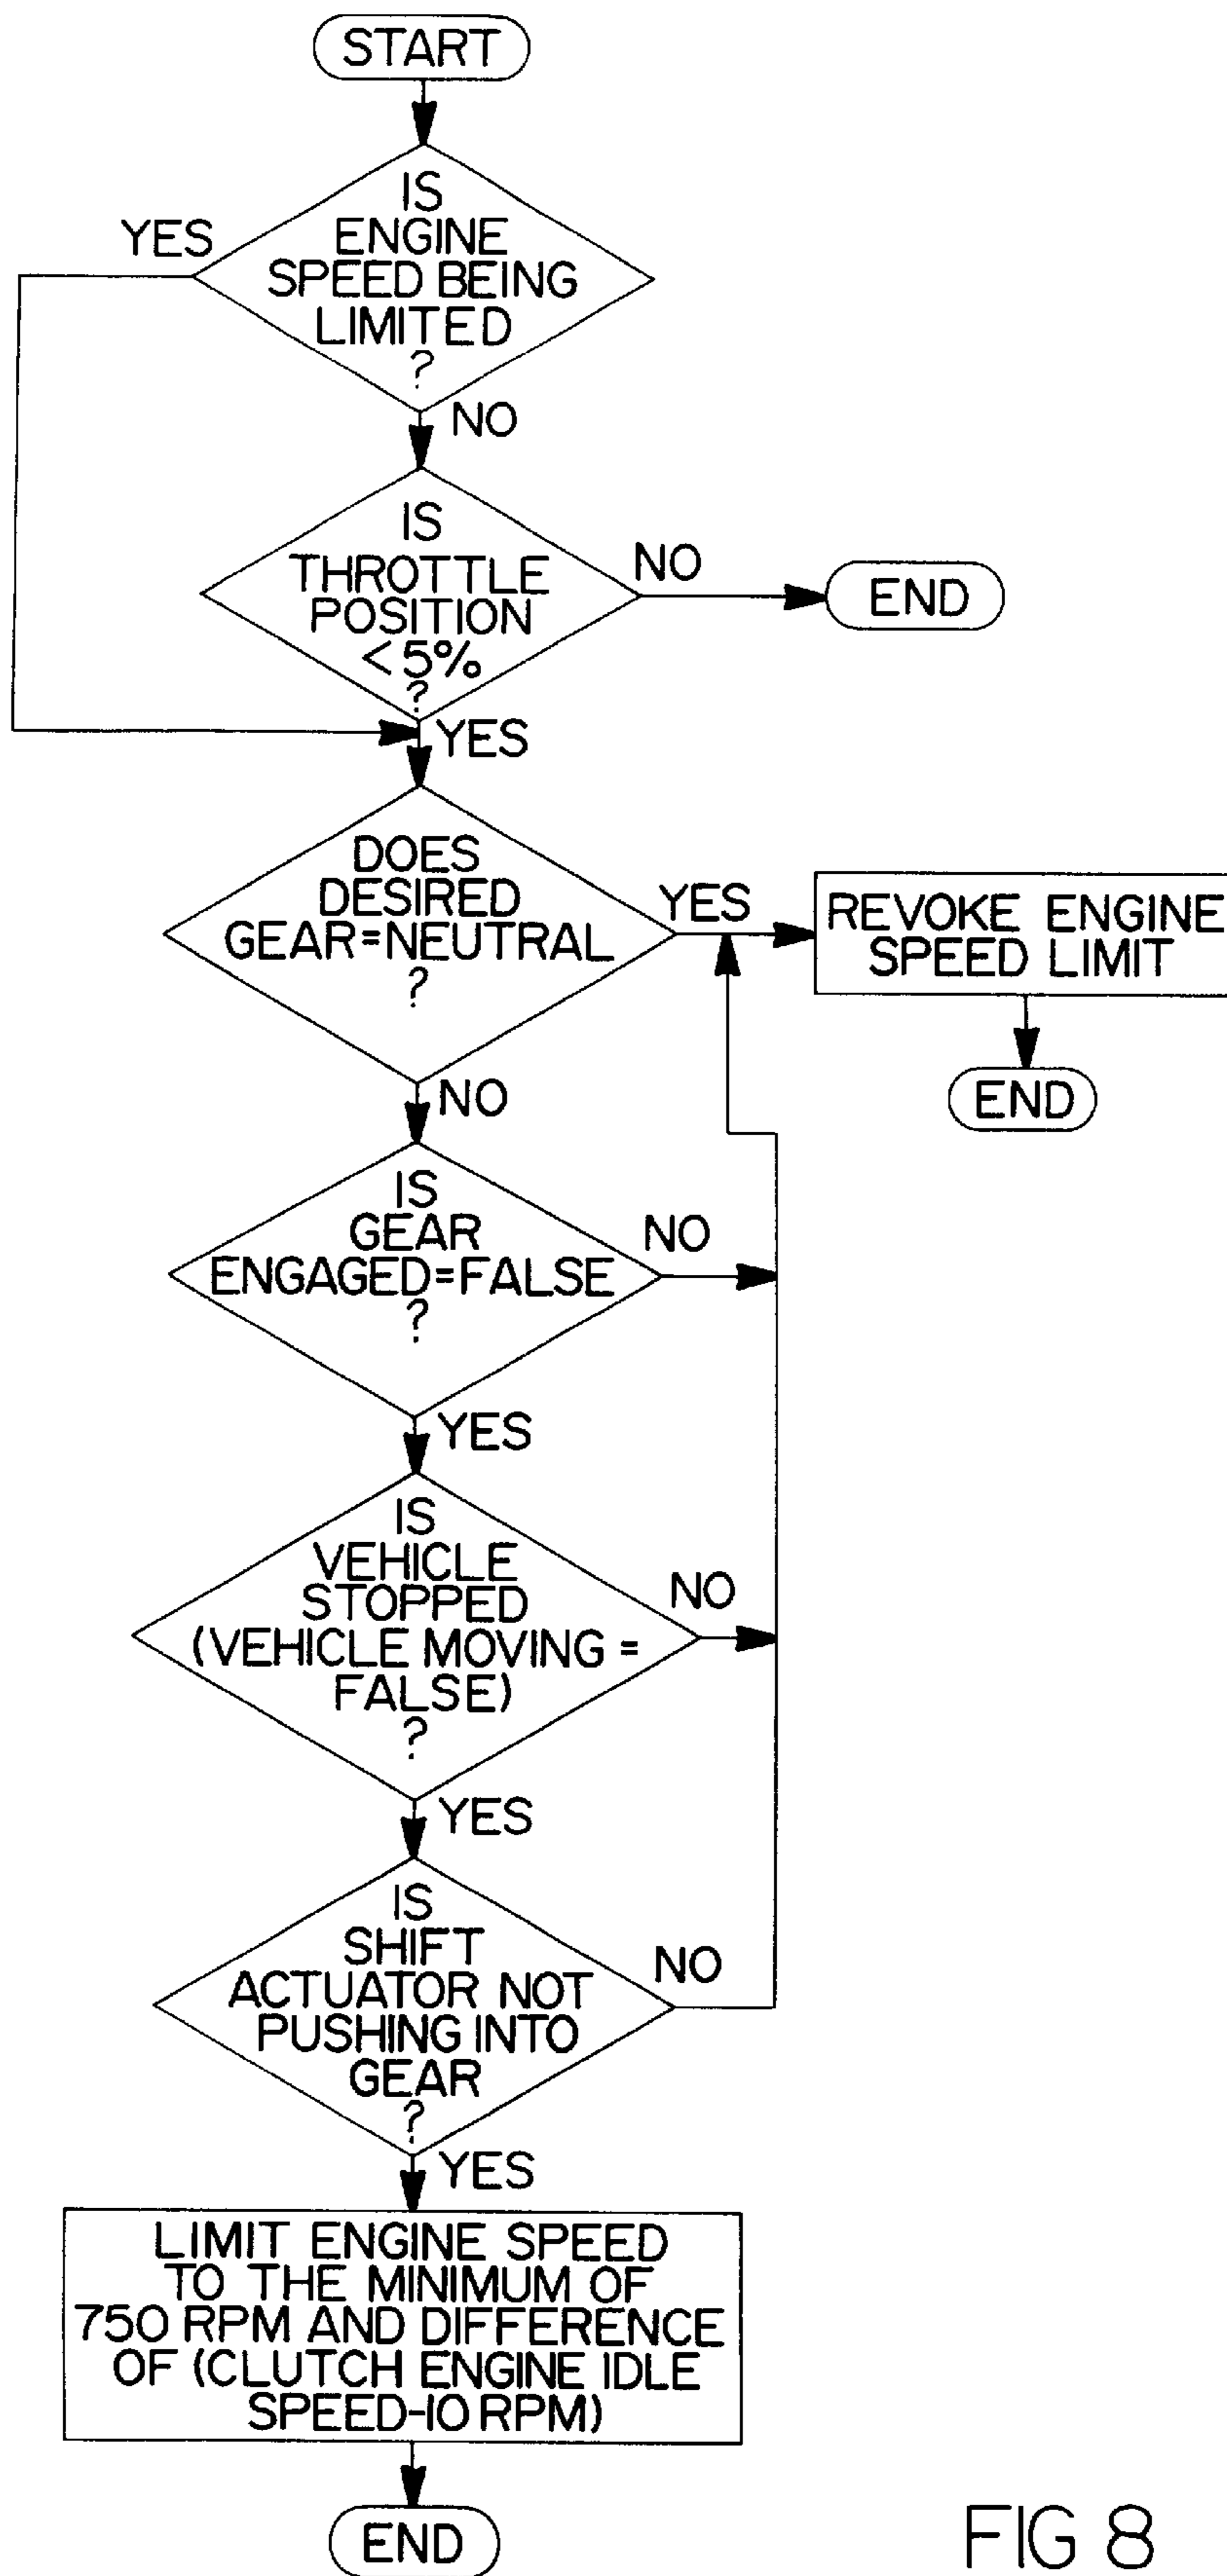 START
IS
ENGINE
SPEED BEING
LIMITED
?
YES
NO
IS
THROTTLE
POSITION
<5%
?
NO
END
YES
DOES
DESIRED
GEAR=NEUTRAL
?
YES
REVOKE ENGINE
SPEED LIMIT
END
NO
IS
GEAR
ENGAGED=FALSE
?
NO
YES
IS
VEHICLE
STOPPED
(VEHICLE MOVING =
FALSE)
?
NO
YES
IS
SHIFT
ACTUATOR NOT
PUSHING INTO
GEAR
?
NO
YES
LIMIT ENGINE SPEED
TO THE MINIMUM OF
750 RPM AND DIFFERENCE
OF (CLUTCH ENGINE IDLE
SPEED-10 RPM)
END
FIG 8